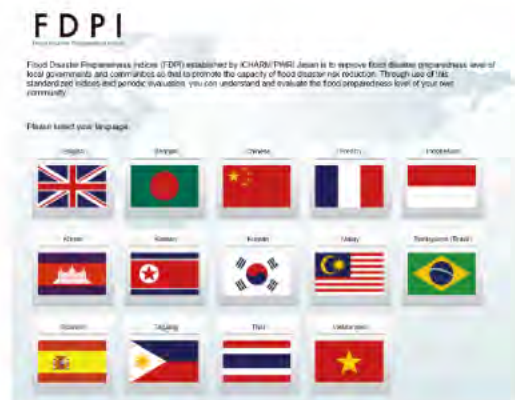 FDPI
Flood Disaster Preparedness Indices
Flood Disaster Preparedness Indices (FDPI) established by ICHARM PWRI Japan is to improve flood disaster preparedness level of
local governments and communities so that to promote the capacity of flood disaster risk reduction. Through use of this
standardized indices and periodic evaluation, you can understand and evaluate the flood preparedness level of your own
community.
Please select your language.
English Bengali Chinese French Indonesian
Khmer Korean Korean Malay Portuguese (Brazil)
Spanish Tagalog Thai Vietnamese